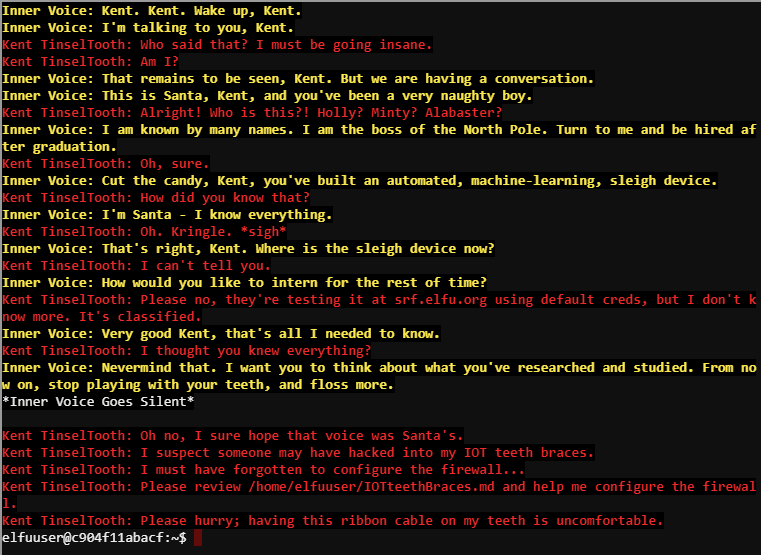 Inner Voice: Kent. Kent. Wake up, Kent.
Inner Voice: I'm talking to you, Kent.
Kent TinselTooth: Who said that? I must be going insane.
Kent TinselTooth: Am I?
Inner Voice: That remains to be seen, Kent. But we are having a conversation.
Inner Voice: This is Santa, Kent, and you've been a very naughty boy.
Kent TinselTooth: Alright! Who is this?! Holly? Minty? Alabaster?
Inner Voice: I am known by many names. I am the boss of the North Pole. Turn to me and be hired af
ter graduation.
Kent TinselTooth: Oh, sure.
Inner Voice: Cut the candy, Kent, you've built an automated, machine-learning, sleigh device.
Kent TinselTooth: How did you know that?
Inner Voice: I'm Santa - I know everything.
Kent TinselTooth: Oh. Kringle. *sigh*
Inner Voice: That's right, Kent. Where is the sleigh device now?
Kent TinselTooth: I can't tell you.
Inner Voice: How would you like to intern for the rest of time?
Kent TinselTooth: Please no, they're testing it at srf.elfu.org using default creds, but I don't k
now more. It's classified.
Inner Voice: Very good Kent, that's all I needed to know.
Kent TinselTooth: I thought you knew everything?
Inner Voice: Nevermind that. I want you to think about what you've researched and studied. From no
w on, stop playing with your teeth, and floss more.
*Inner Voice Goes Silent*
Kent TinselTooth: Oh no, I sure hope that voice was Santa's.
Kent TinselTooth: I suspect someone may have hacked into my IOT teeth braces.
Kent TinselTooth: I must have forgotten to configure the firewall...
Kent TinselTooth: Please review /home/elfuuser/IOTteethBraces.md and help me configure the firewal
l.
Kent TinselTooth: Please hurry; having this ribbon cable on my teeth is uncomfortable.
elfuuser@c904f11abacf:~$